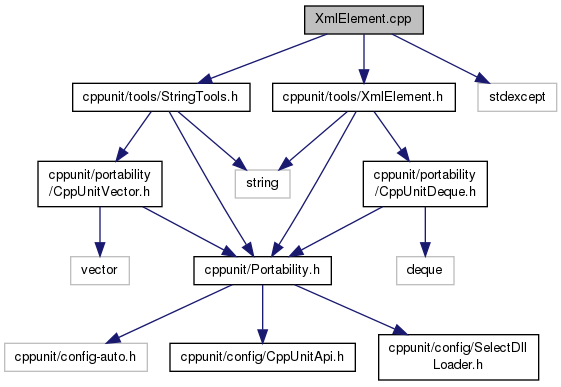 XmlElement.cpp
cppunit/tools/StringTools.h
cppunit/tools/XmlElement.h
stdexcept
cppunit/portability
/CppUnitVector.h
string
cppunit/portability
/CppUnitDeque.h
vector
cppunit/Portability.h
deque
cppunit/config-auto.h
cppunit/config/CppUnitApi.h
cppunit/config/SelectDll
Loader.h